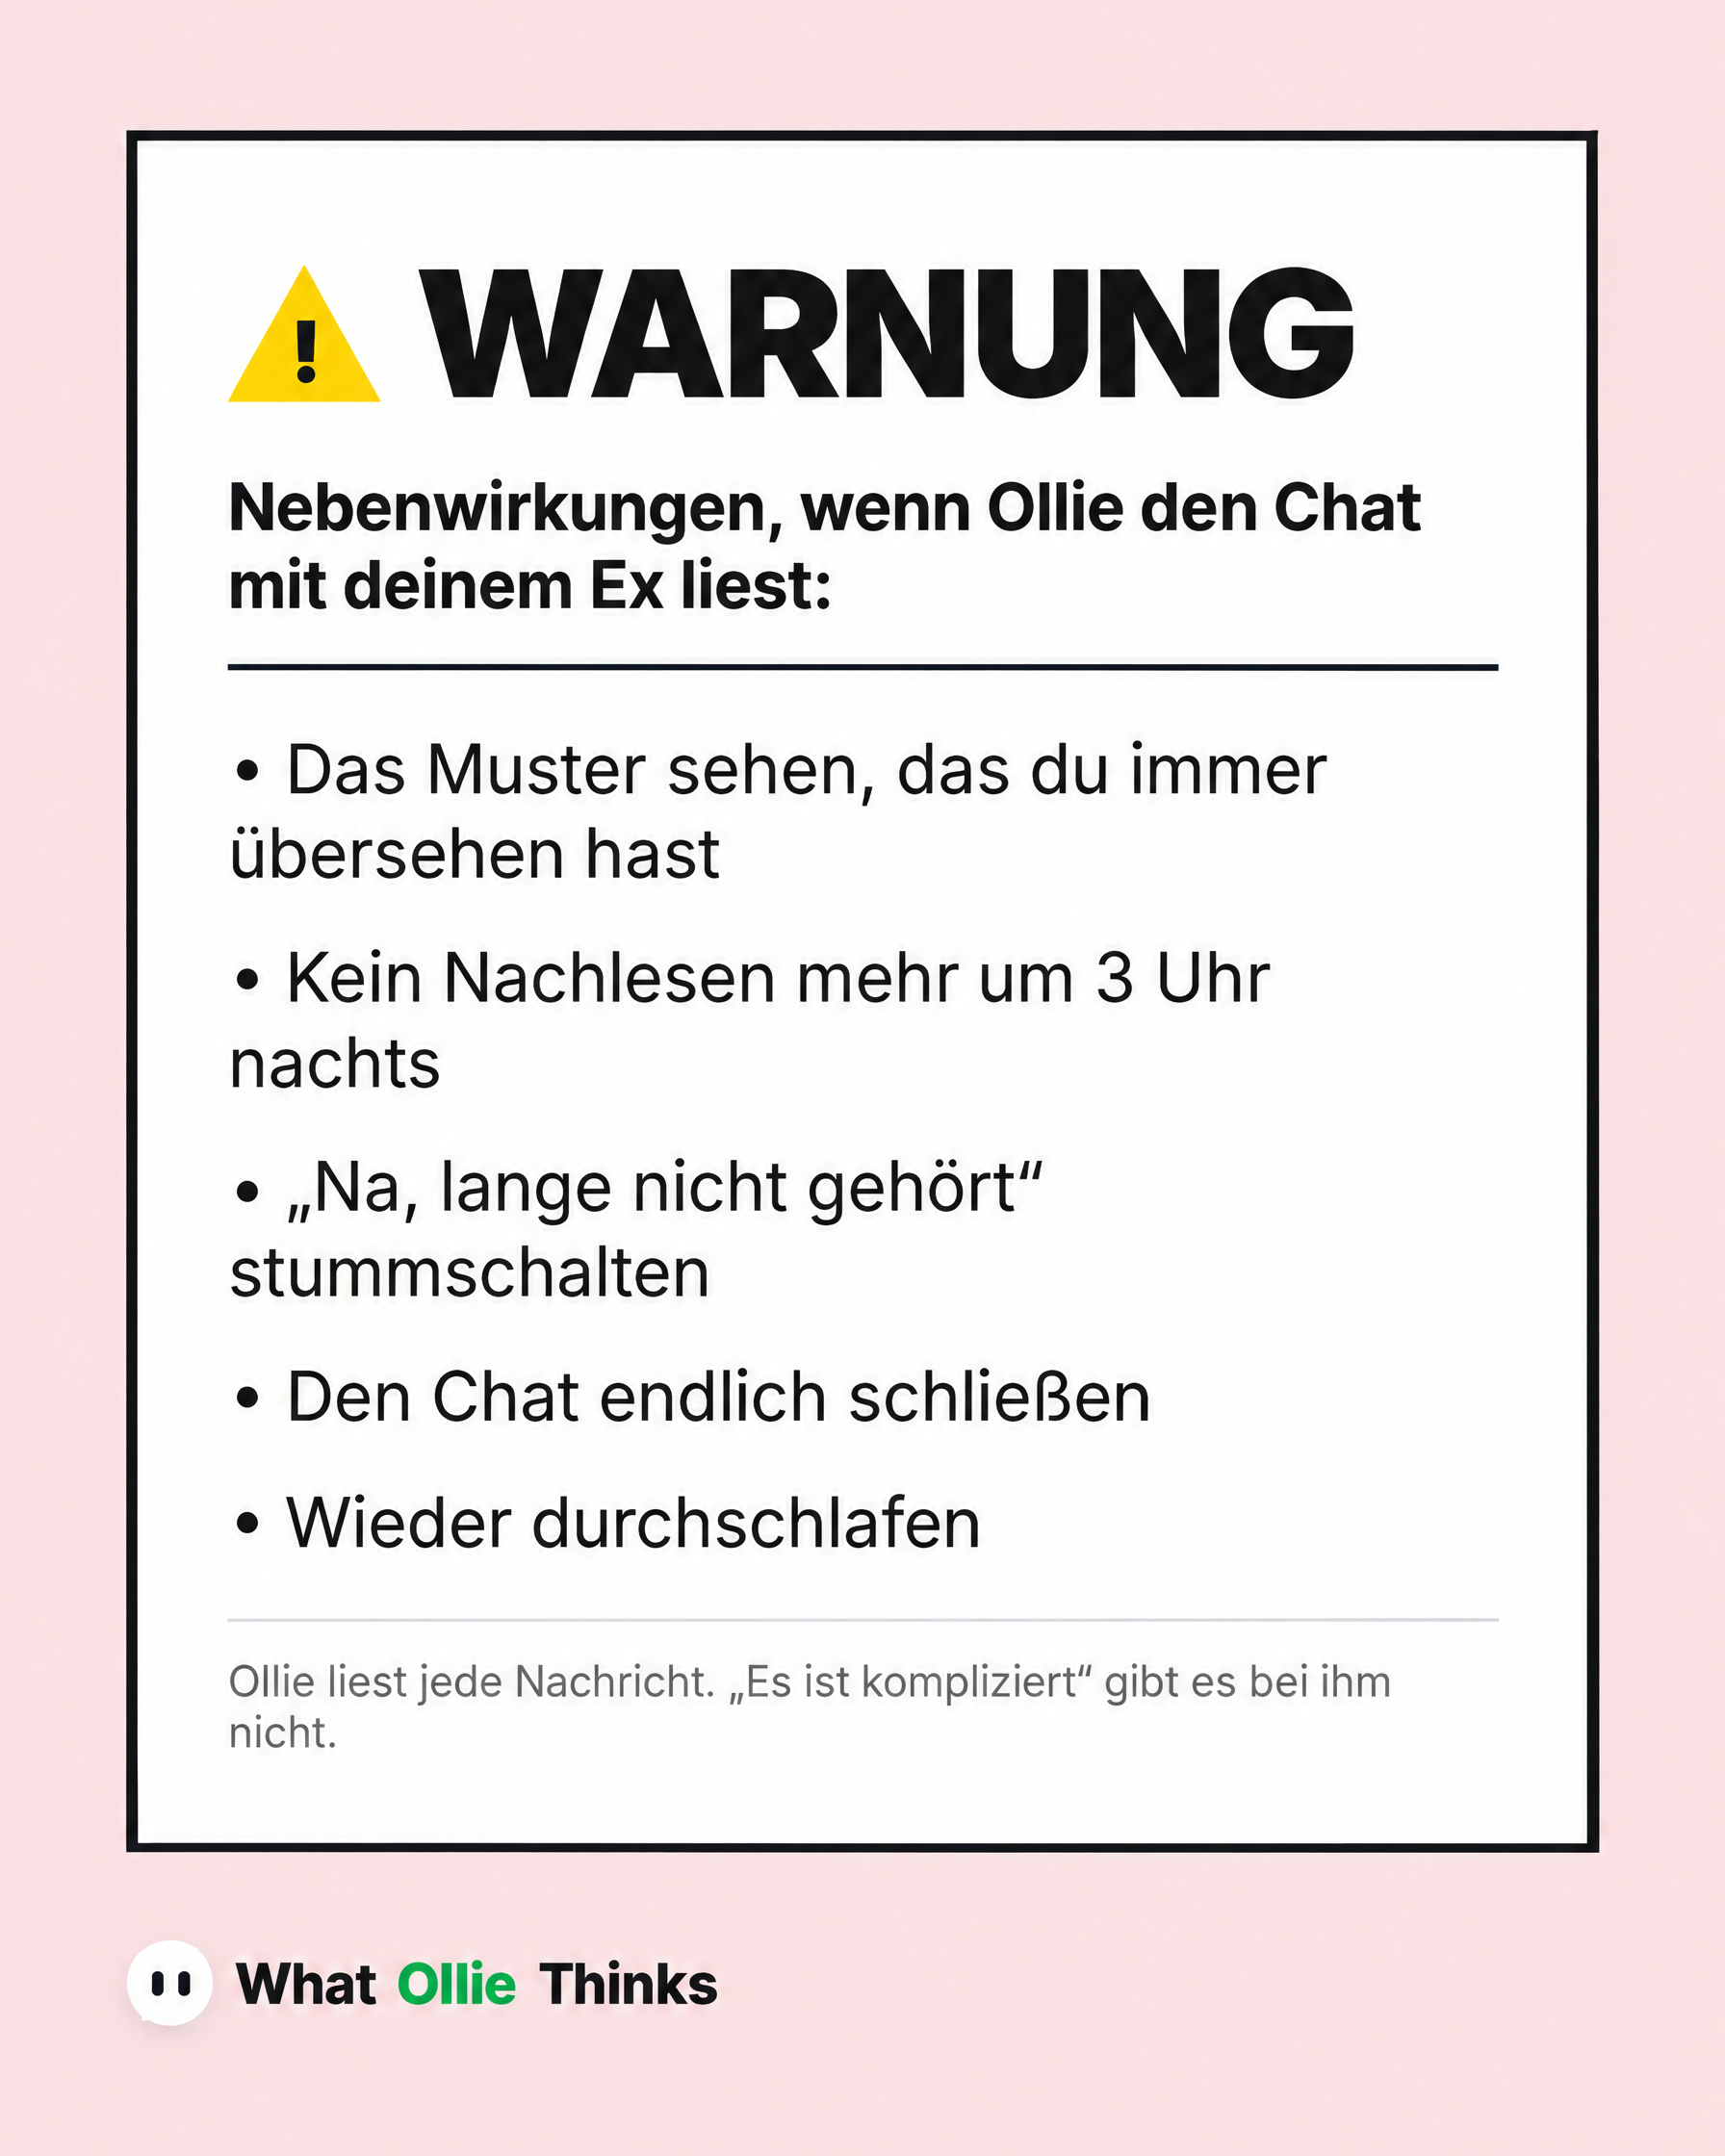 ! WARNUNG
Nebenwirkungen, wenn Ollie den Chat
mit deinem Ex liest:
• Das Muster sehen, das du immer
übersehen hast
• Kein Nachlesen mehr um 3 Uhr
nachts
• „Na, lange nicht gehört“
stummschalten
• Den Chat endlich schließen
• Wieder durchschlafen
Ollie liest jede Nachricht. „Es ist kompliziert“ gibt es bei ihm
nicht.
What Ollie Thinks